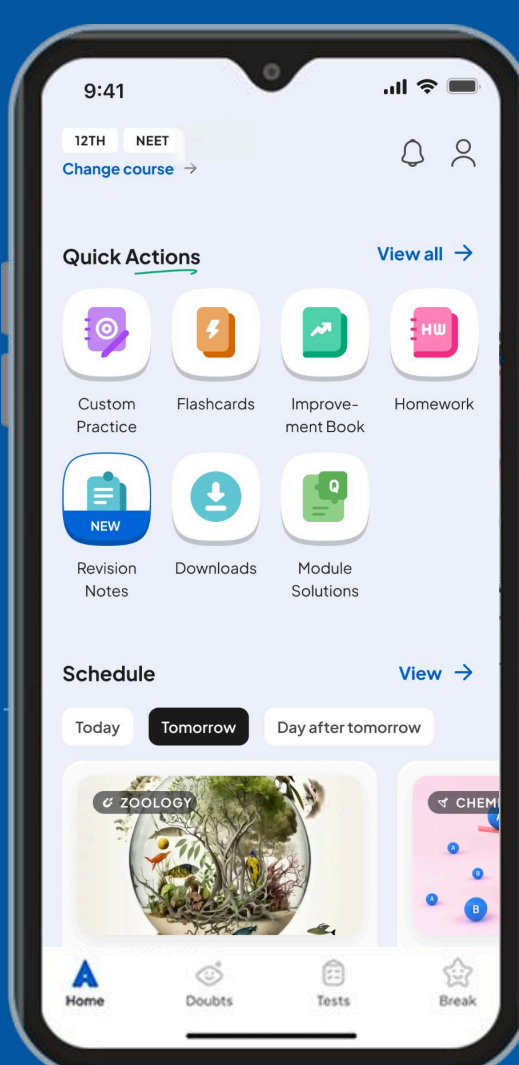 9:41
12TH NEET
Change course →
Quick Actions
View all →
HW
Custom Practice
Flashcards
Improve-
ment Book
Homework
Q
NEW
Revision Notes
Downloads
Module Solutions
Schedule
View →
Today
Tomorrow
Day after tomorrow
ZOOLOGY
CHEM
A
B
A
B
Home
Doubts
Tests
Break